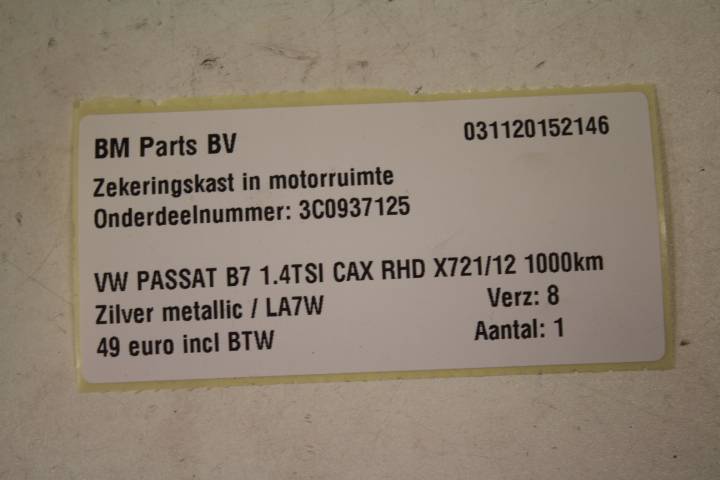 BM Parts BV 031120152146
Zekeringskast in motorruimte
Onderdeelnummer: 3C0937125
VW PASSAT B7 1.4TSI CAX RHD X721/12 1000km
Zilver metallic / LA7W Verz: 8
49 euro incl BTW Aantal: 1